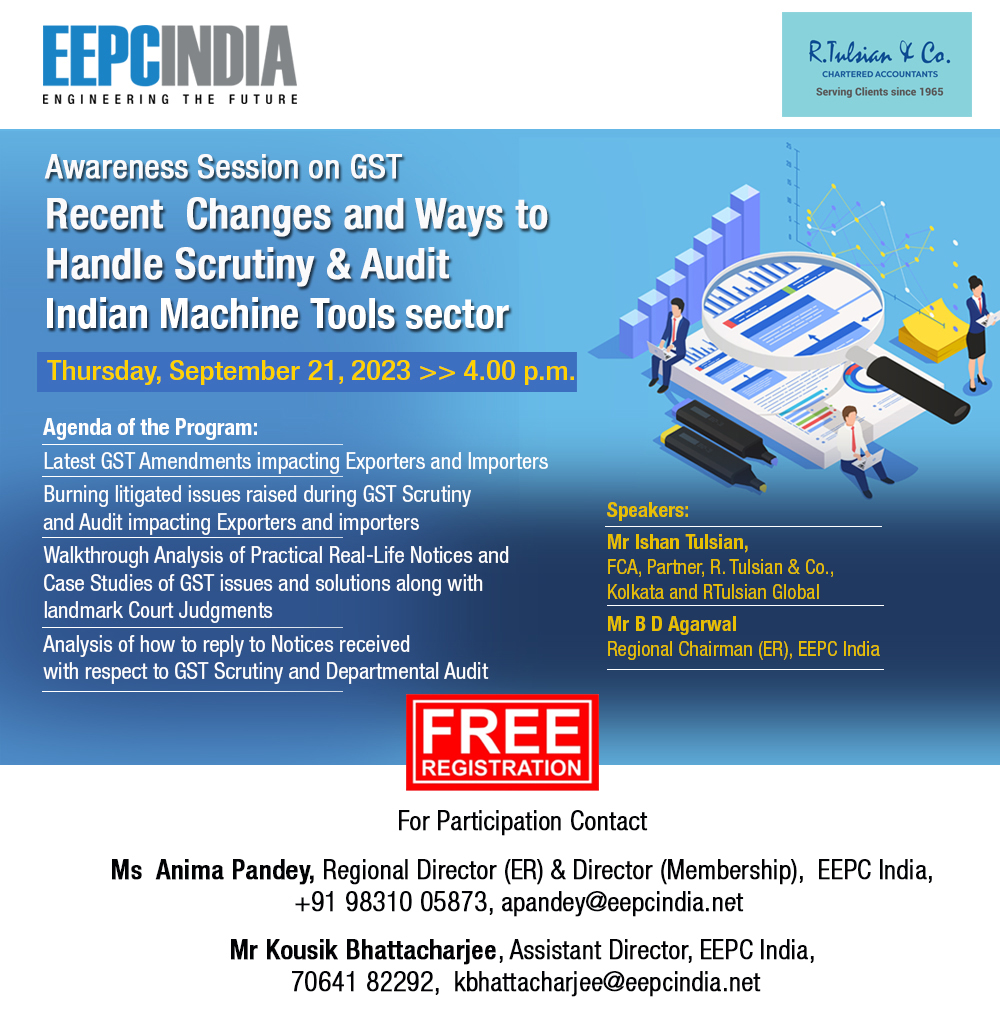 EEPCINDIA
ENGINEERING THE FUTURE
R.Tulsian & Co.
CHARTERED ACCOUNTANTS
Serving Clients since 1965
Awareness Session on GST
Recent Changes and Ways to
Handle Scrutiny & Audit
Indian Machine Tools sector
Thursday, September 21, 2023 >> 4.00 p.m.
Agenda of the Program:
Latest GST Amendments impacting Exporters and Importers
Burning litigated issues raised during GST Scrutiny
and Audit impacting Exporters and importers
Walkthrough Analysis of Practical Real-Life Notices and
Case Studies of GST issues and solutions along with
landmark Court Judgments
Analysis of how to reply to Notices received
with respect to GST Scrutiny and Departmental Audit
Speakers:
Mr Ishan Tulsian,
FCA, Partner, R. Tulsian & Co.,
Kolkata and RTulsian Global
Mr B D Agarwal
Regional Chairman (ER), EEPC India
FREE
REGISTRATION
For Participation Contact
Ms Anima Pandey, Regional Director (ER) & Director (Membership), EEPC India,
+91 98310 05873, apandey@eepcindia.net
Mr Kousik Bhattacharjee, Assistant Director, EEPC India,
70641 82292, kbhattacharjee@eepcindia.net